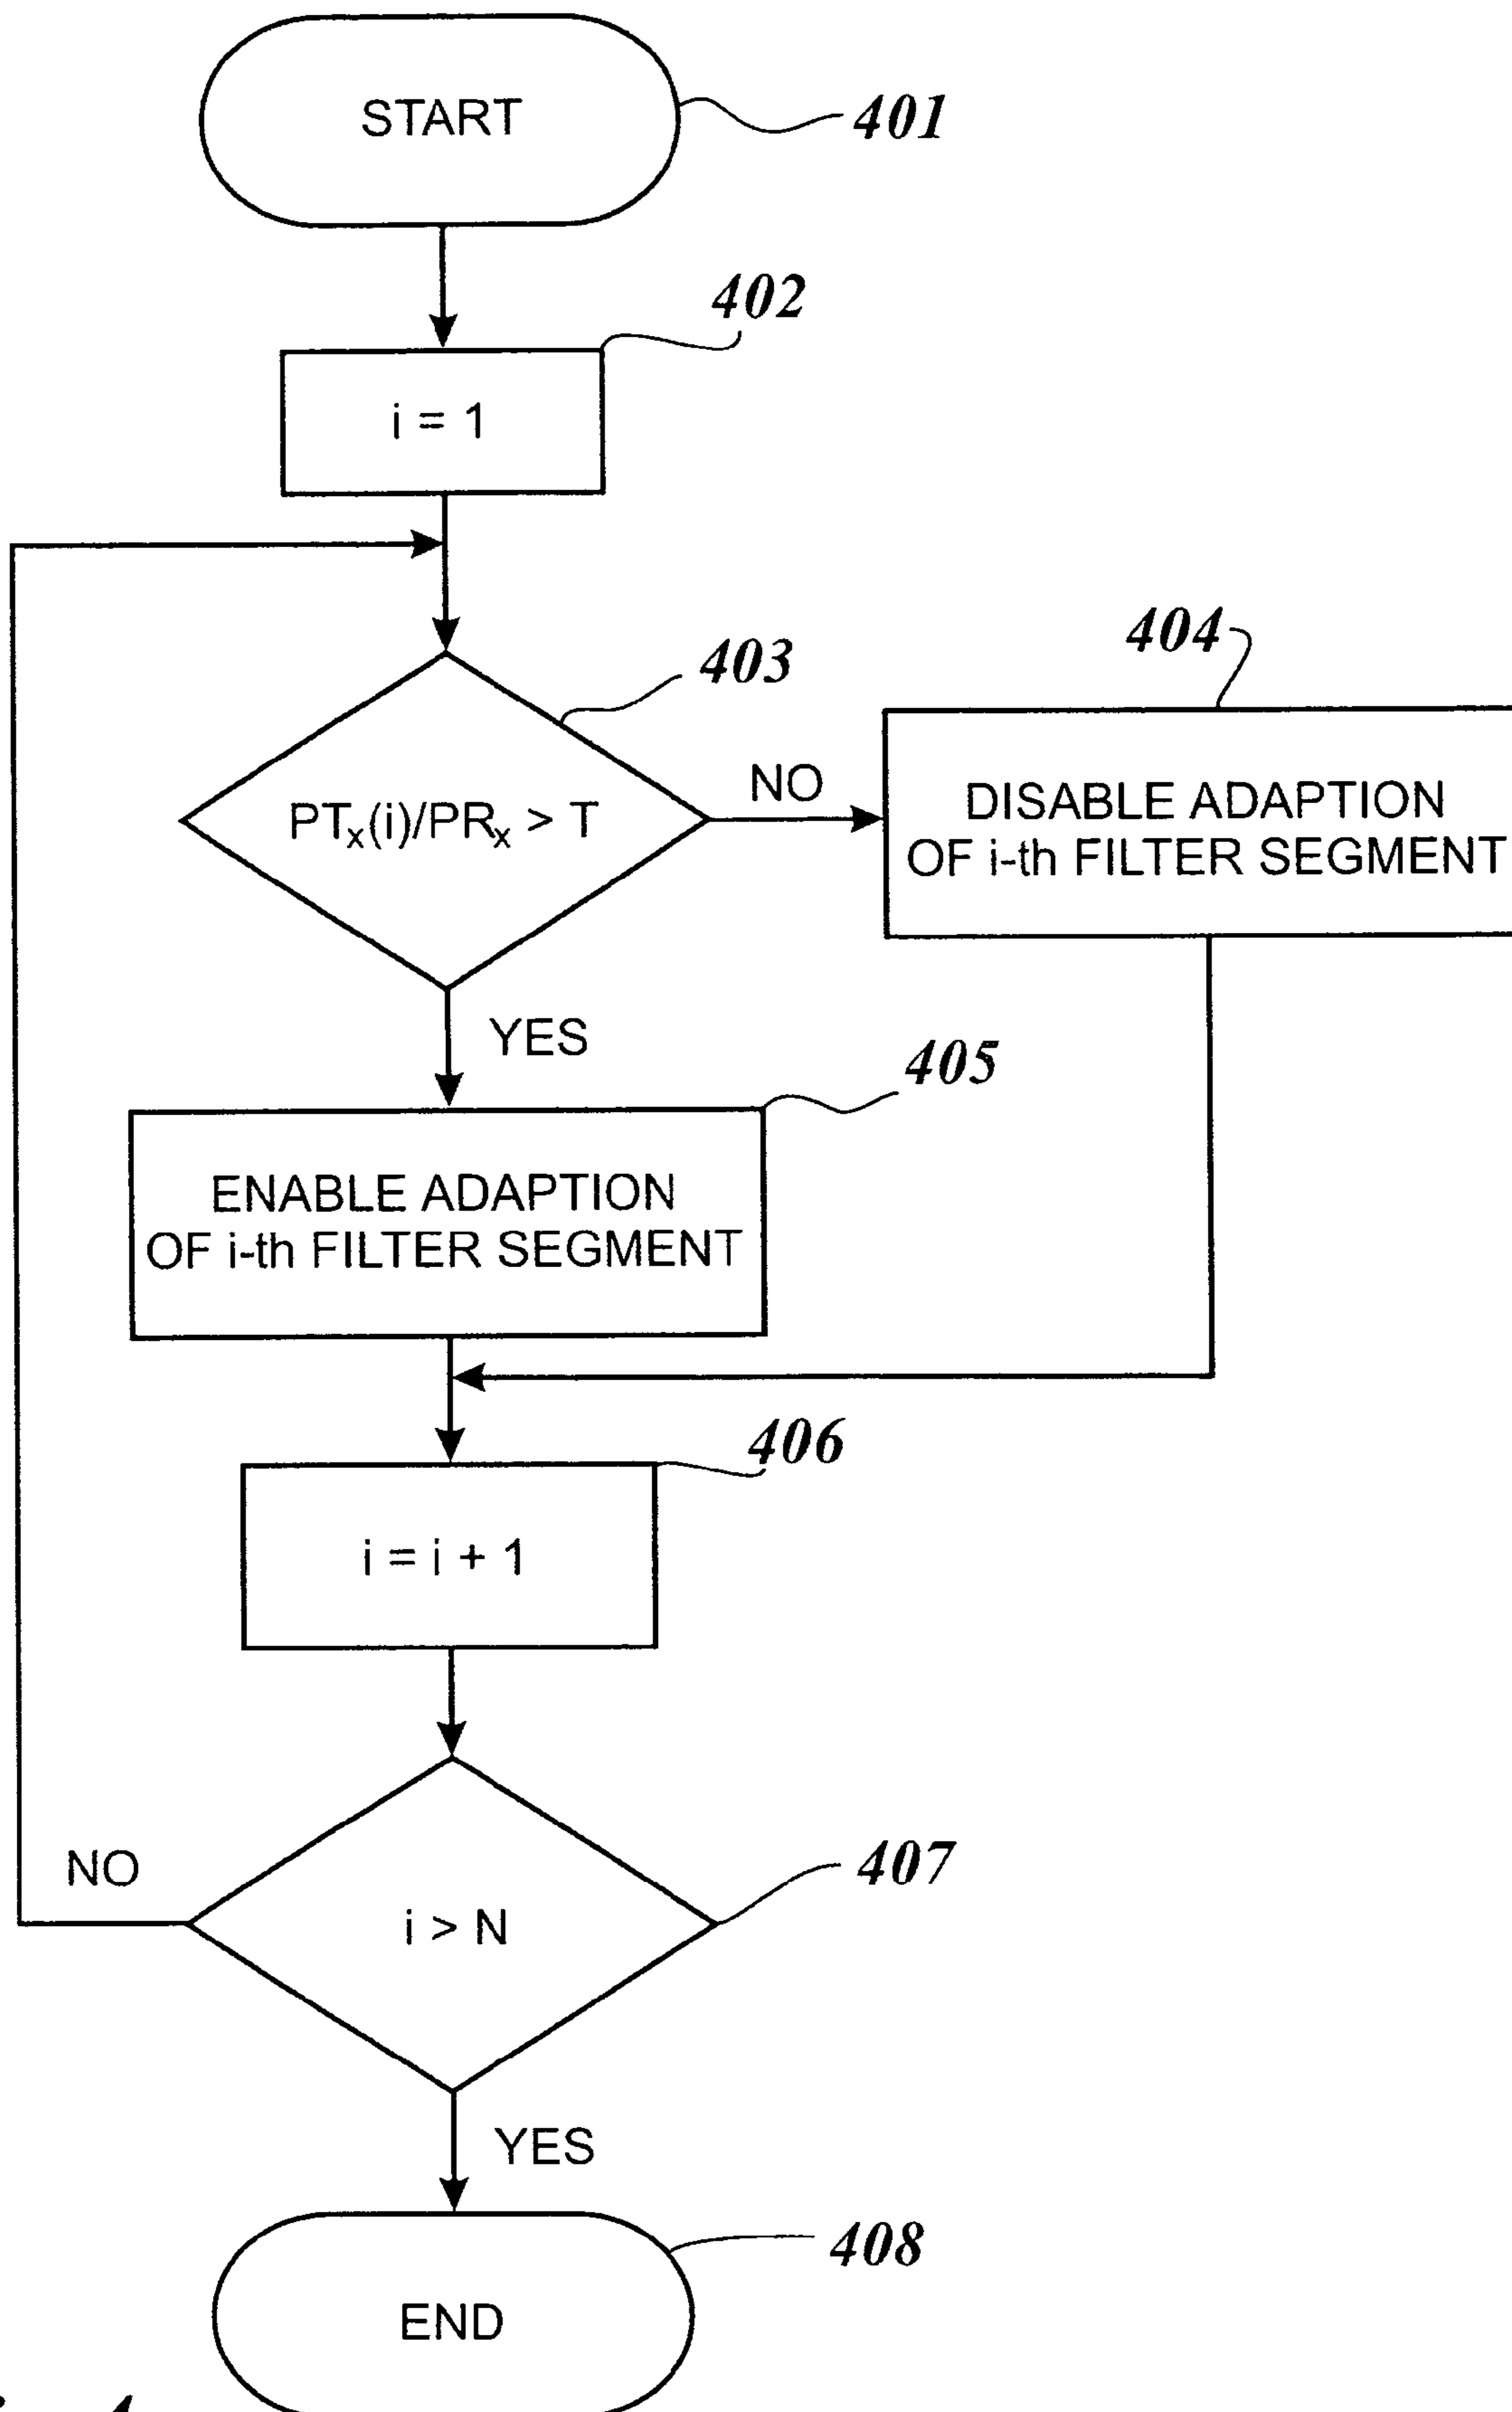 START
401
402
i = 1
403
404
PTx(i)/PRx > T
NO
DISABLE ADAPTION
OF i-th FILTER SEGMENT
YES
405
ENABLE ADAPTION
OF i-th FILTER SEGMENT
406
i = i + 1
NO
407
i > N
YES
408
END